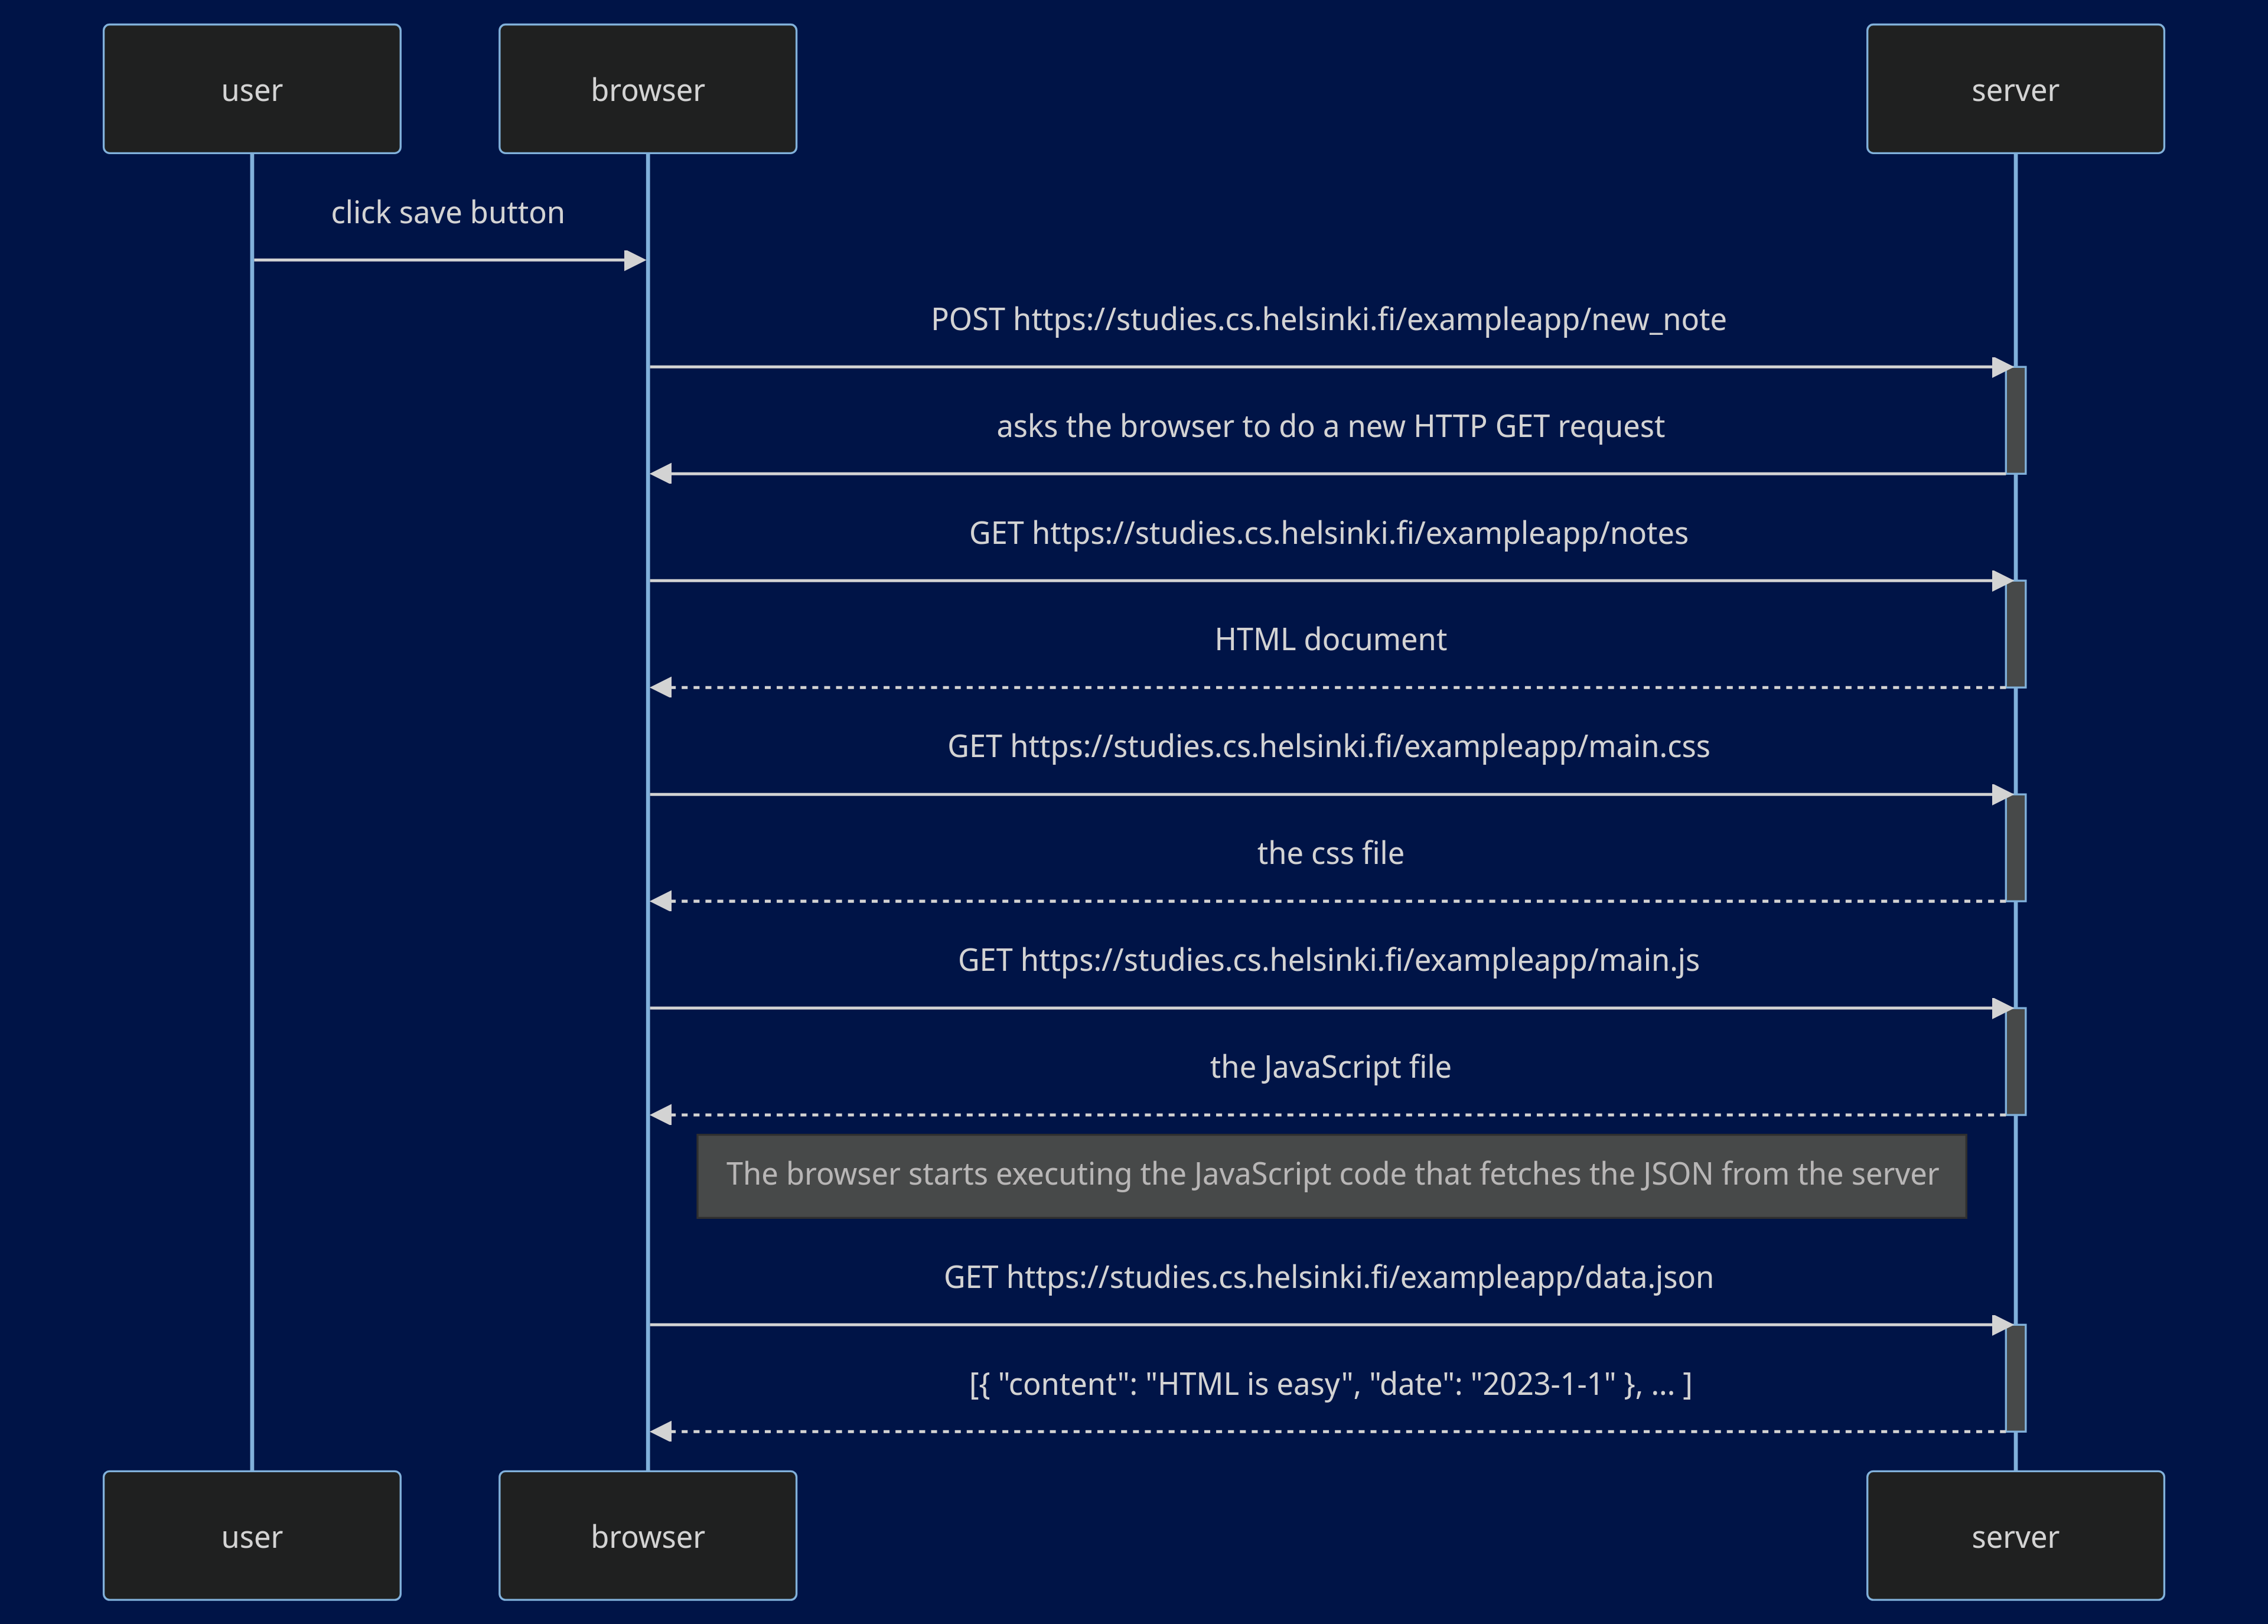 user
browser
server
click save button
POST https://studies.cs.helsinki.fi/exampleapp/new_note
asks the browser to do a new HTTP GET request
GET https://studies.cs.helsinki.fi/exampleapp/notes
HTML document
GET https://studies.cs.helsinki.fi/exampleapp/main.css
the css file
GET https://studies.cs.helsinki.fi/exampleapp/main.js
the JavaScript file
The browser starts executing the JavaScript code that fetches the JSON from the server
GET https://studies.cs.helsinki.fi/exampleapp/data.json
[{ "content": "HTML is easy", "date": "2023-1-1" }, ... ]
user
browser
server